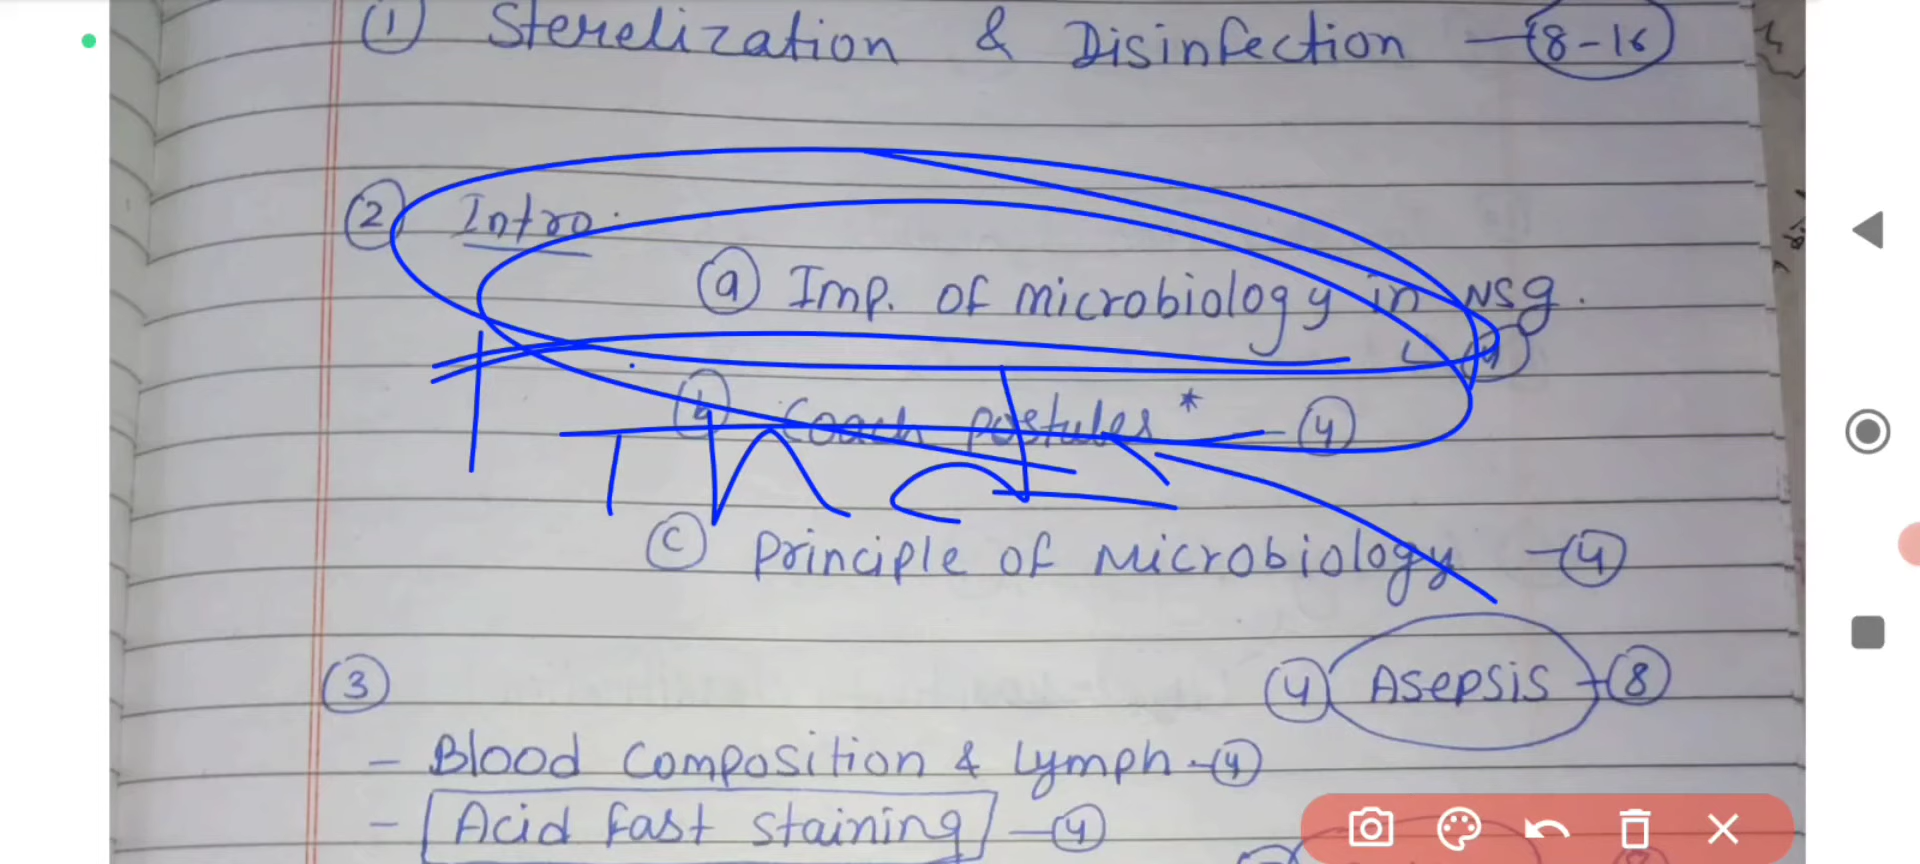 ① Sterelization & Disinfection — 8-16
② Intro.
ⓐ Imp. of microbiology in NSg.
④
ⓑ Coach postules * — ④
ⓒ Principle of Microbiology — ④
③
④ Asepsis — ⑧
- Blood Composition & Lymph - ④
- Acid fast staining — ④